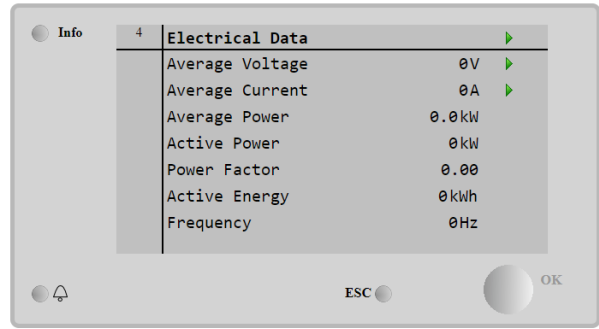 Info
4 Electrical Data
Average Voltage 0V
Average Current 0A
Average Power 0.0kW
Active Power 0kW
Power Factor 0.00
Active Energy 0kWh
Frequency 0Hz
ESC
OK